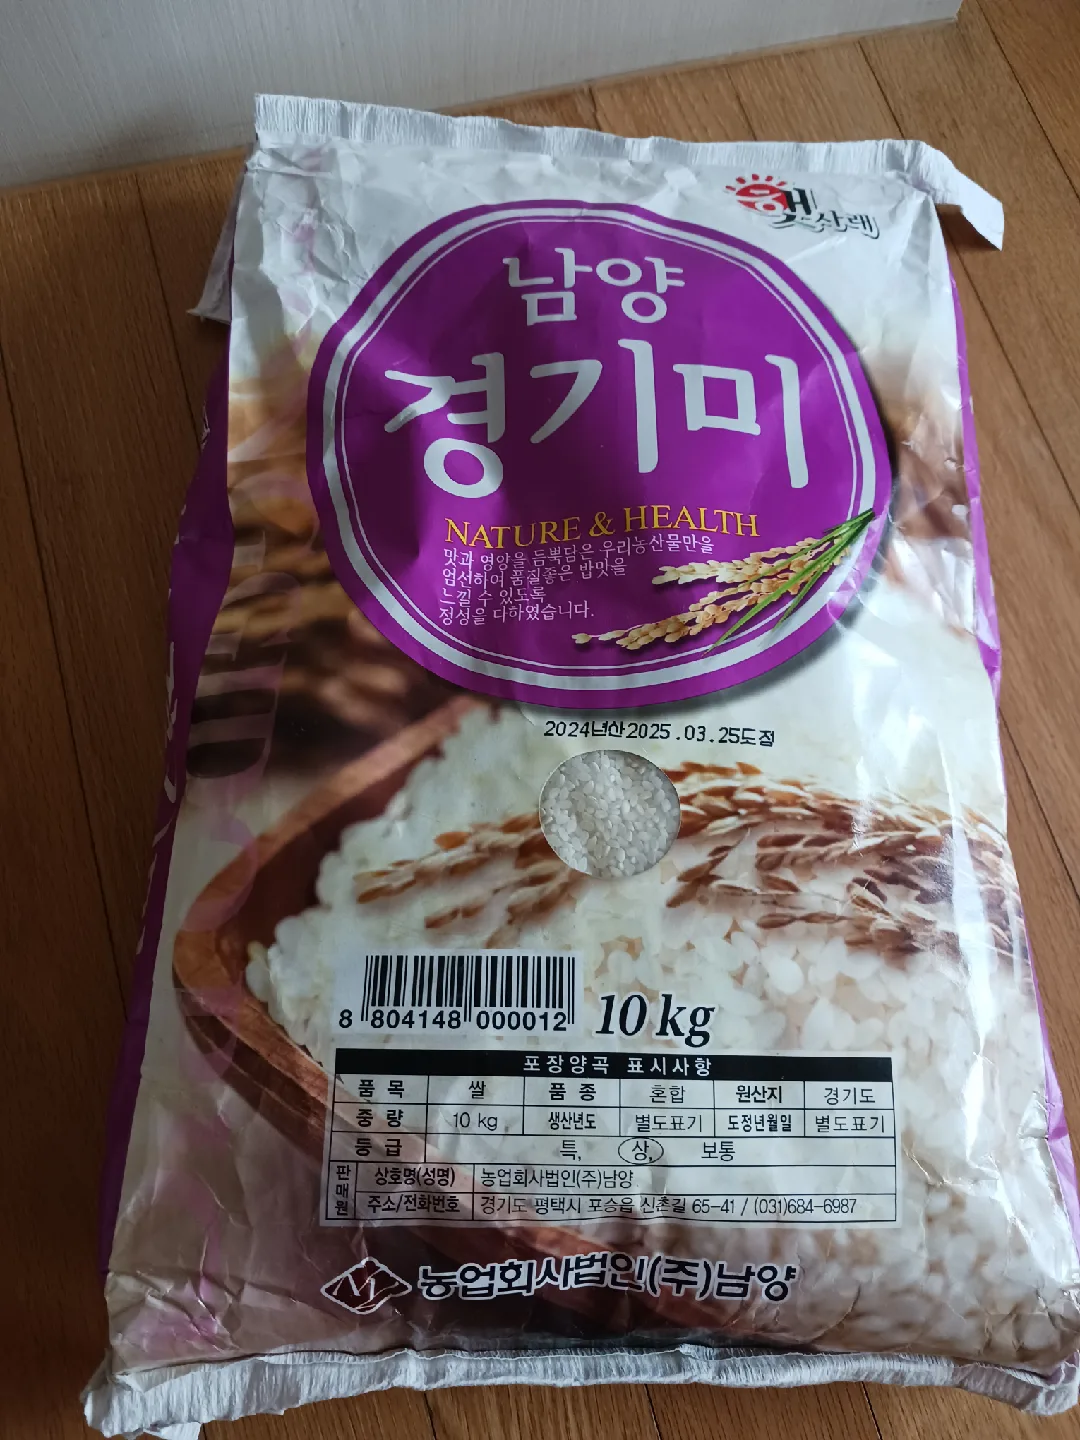 햇사레
남양
경기미
NATURE & HEALTH
맛과 영양을 듬뿍담은 우리농산물만을
엄선하여 품질좋은 밥맛을
느낄 수 있도록
정성을 다하였습니다.
2024년산2025.03.25도정
8 804148 000012
10 kg
포장양곡 표시사항
품 목 쌀 품 종 혼합 원산지 경기도
중 량 10 kg 생산년도 별도표기 도정년월일 별도표기
등 급 특, 상, 보통
판매원 상호명(성명) 농업회사법인(주)남양
주소/전화번호 경기도 평택시 포승읍 신촌길 65-41 / (031)684-6987
농업회사법인(주)남양